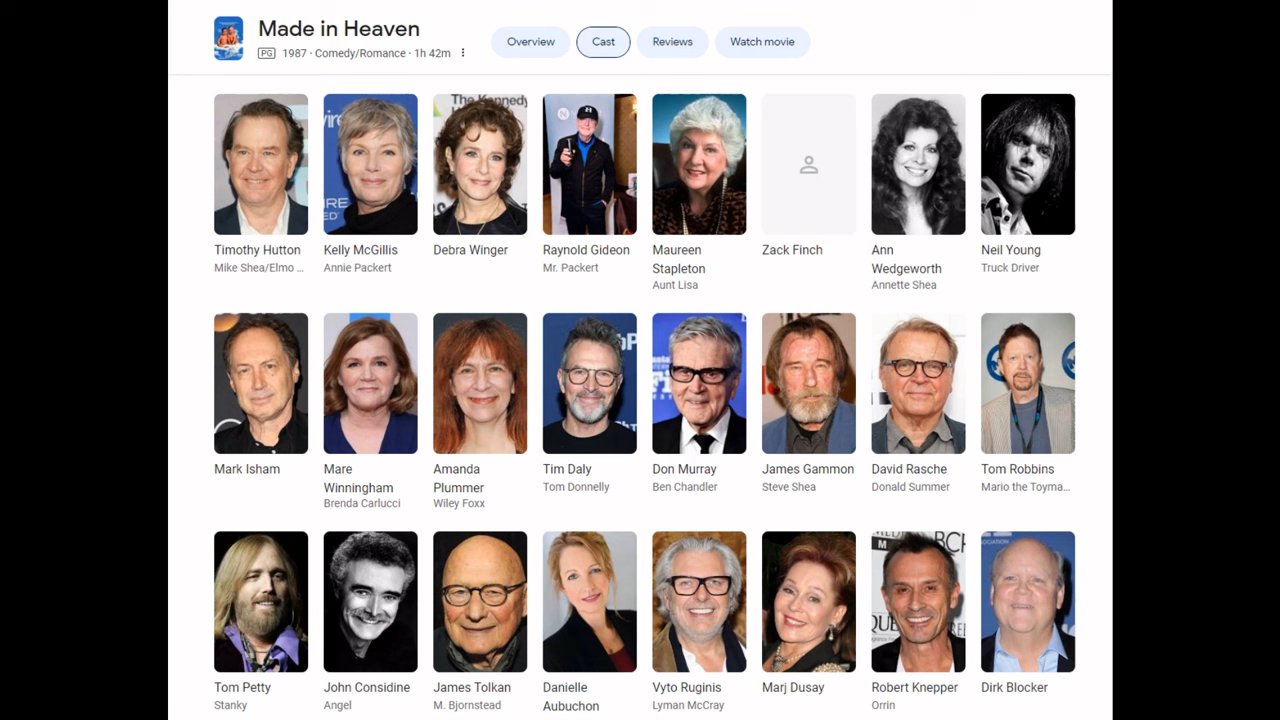 Made in Heaven
PG 1987 · Comedy/Romance · 1h 42m
Overview
Cast
Reviews
Watch movie
The Kennedy
Timothy Hutton
Mike Shea/Elmo ...
Kelly McGillis
Annie Packert
Debra Winger
Raynold Gideon
Mr. Packert
Maureen
Stapleton
Aunt Lisa
Zack Finch
Ann
Wedgeworth
Annette Shea
Neil Young
Truck Driver
Mark Isham
Mare
Winningham
Brenda Carlucci
Amanda
Plummer
Wiley Foxx
Tim Daly
Tom Donnelly
Don Murray
Ben Chandler
James Gammon
Steve Shea
David Rasche
Donald Summer
Tom Robbins
Mario the Toyma...
Tom Petty
Stanky
John Considine
Angel
James Tolkan
M. Bjornstead
Danielle
Aubuchon
Vyto Ruginis
Lyman McCray
Marj Dusay
Robert Knepper
Orrin
Dirk Blocker